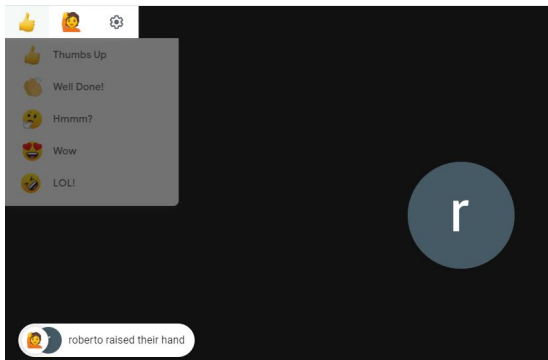 Thumbs Up
Well Done!
Hmmm?
Wow
LOL!
r
roberto raised their hand